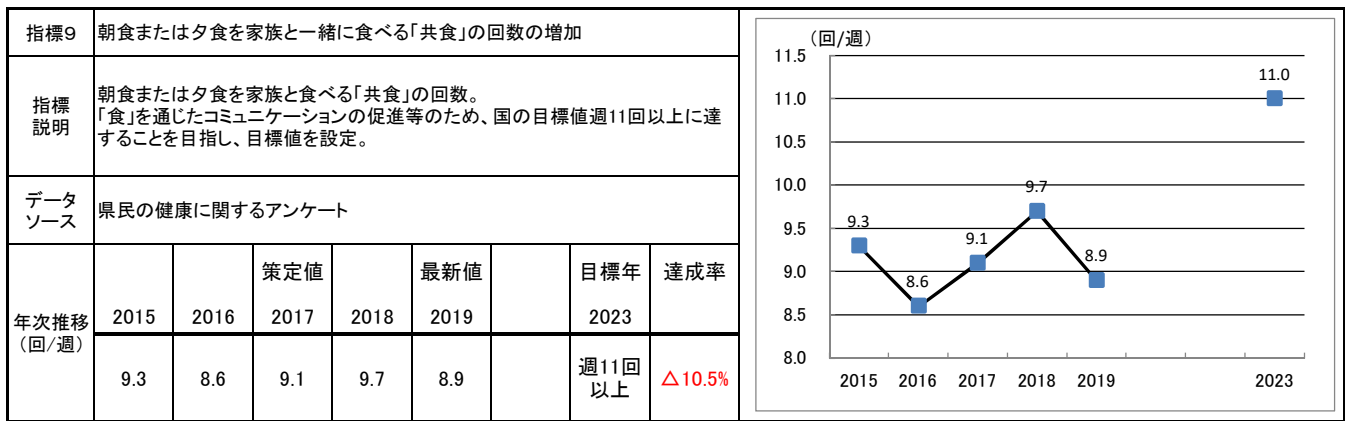 指標9
朝食または夕食を家族と一緒に食べる「共食」の回数の増加
指標
説明
朝食または夕食を家族と食べる「共食」の回数。
「食」を通じたコミュニケーションの促進等のため、国の目標値週11回以上に達
することを目指し、目標値を設定。
データ
ソース
県民の健康に関するアンケート
年次推移
（回/週）
策定値 最新値 目標年 達成率
2015 2016 2017 2018 2019 2023
9.3 8.6 9.1 9.7 8.9 週11回
以上 △10.5%
（回/週）
11.5
11.0
10.5
10.0
9.5
9.0
8.5
8.0
9.3
8.6
9.1
9.7
8.9
11.0
2015 2016 2017 2018 2019 2023